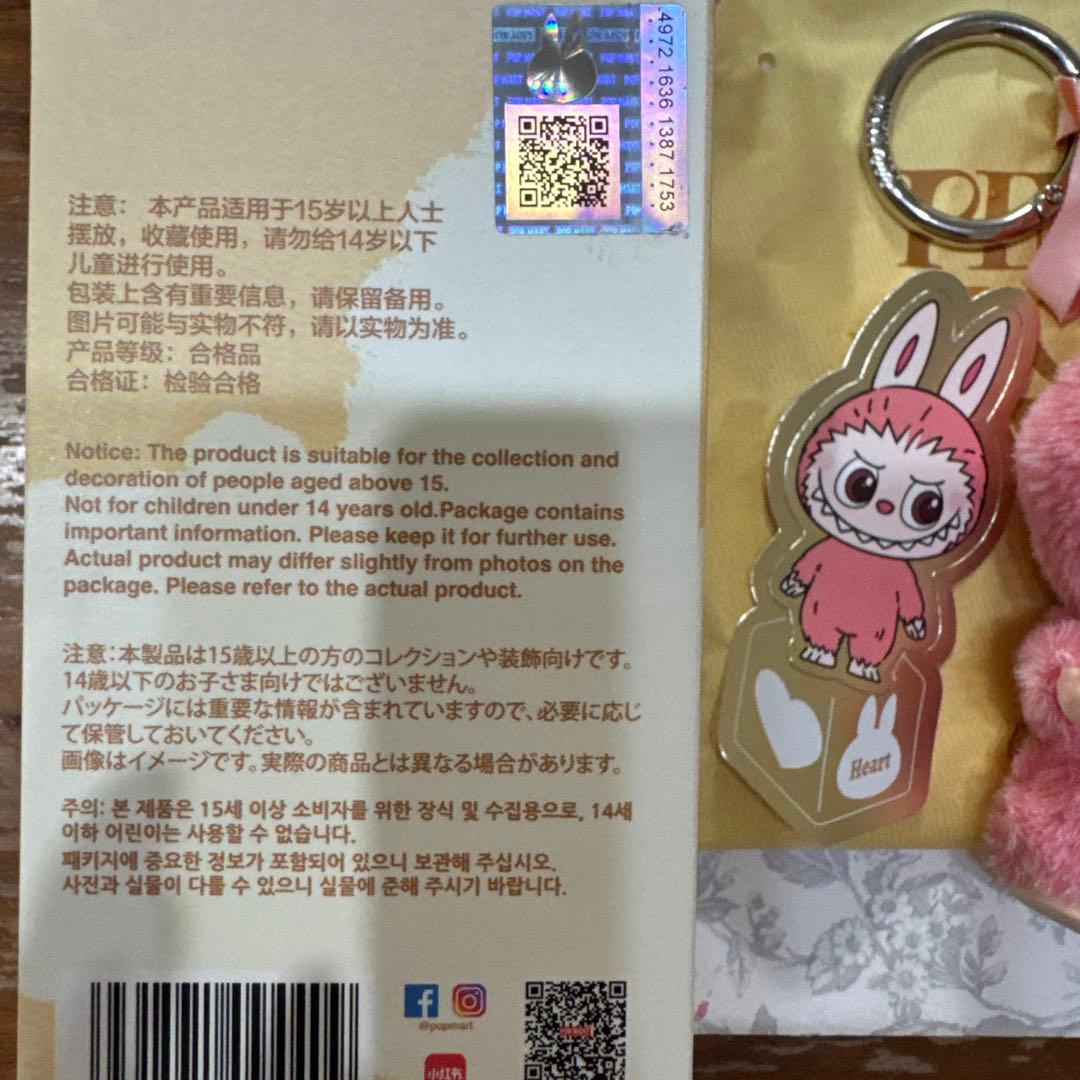 4972 1636 1387 1753
POP MART
注意： 本产品适用于15岁以上人士
摆放，收藏使用，请勿给14岁以下
儿童进行使用。
包装上含有重要信息，请保留备用。
图片可能与实物不符，请以实物为准。
产品等级：合格品
合格证：检验合格
Notice: The product is suitable for the collection and
decoration of people aged above 15.
Not for children under 14 years old.Package contains
important information. Please keep it for further use.
Actual product may differ slightly from photos on the
package. Please refer to the actual product.
注意：本製品は15歳以上の方のコレクションや装飾向けです。
14歳以下のお子さま向けではございません。
パッケージには重要な情報が含まれていますので、必要に応じ
て保管しておいてください。
画像はイメージです。実際の商品とは異なる場合があります。
주의: 본 제품은 15세 이상 소비자를 위한 장식 및 수집용으로, 14세
이하 어린이는 사용할 수 없습니다.
패키지에 중요한 정보가 포함되어 있으니 보관해 주십시오.
사진과 실물이 다를 수 있으니 실물에 준해 주시기 바랍니다.
@popmart
小红书
POP MART
Heart